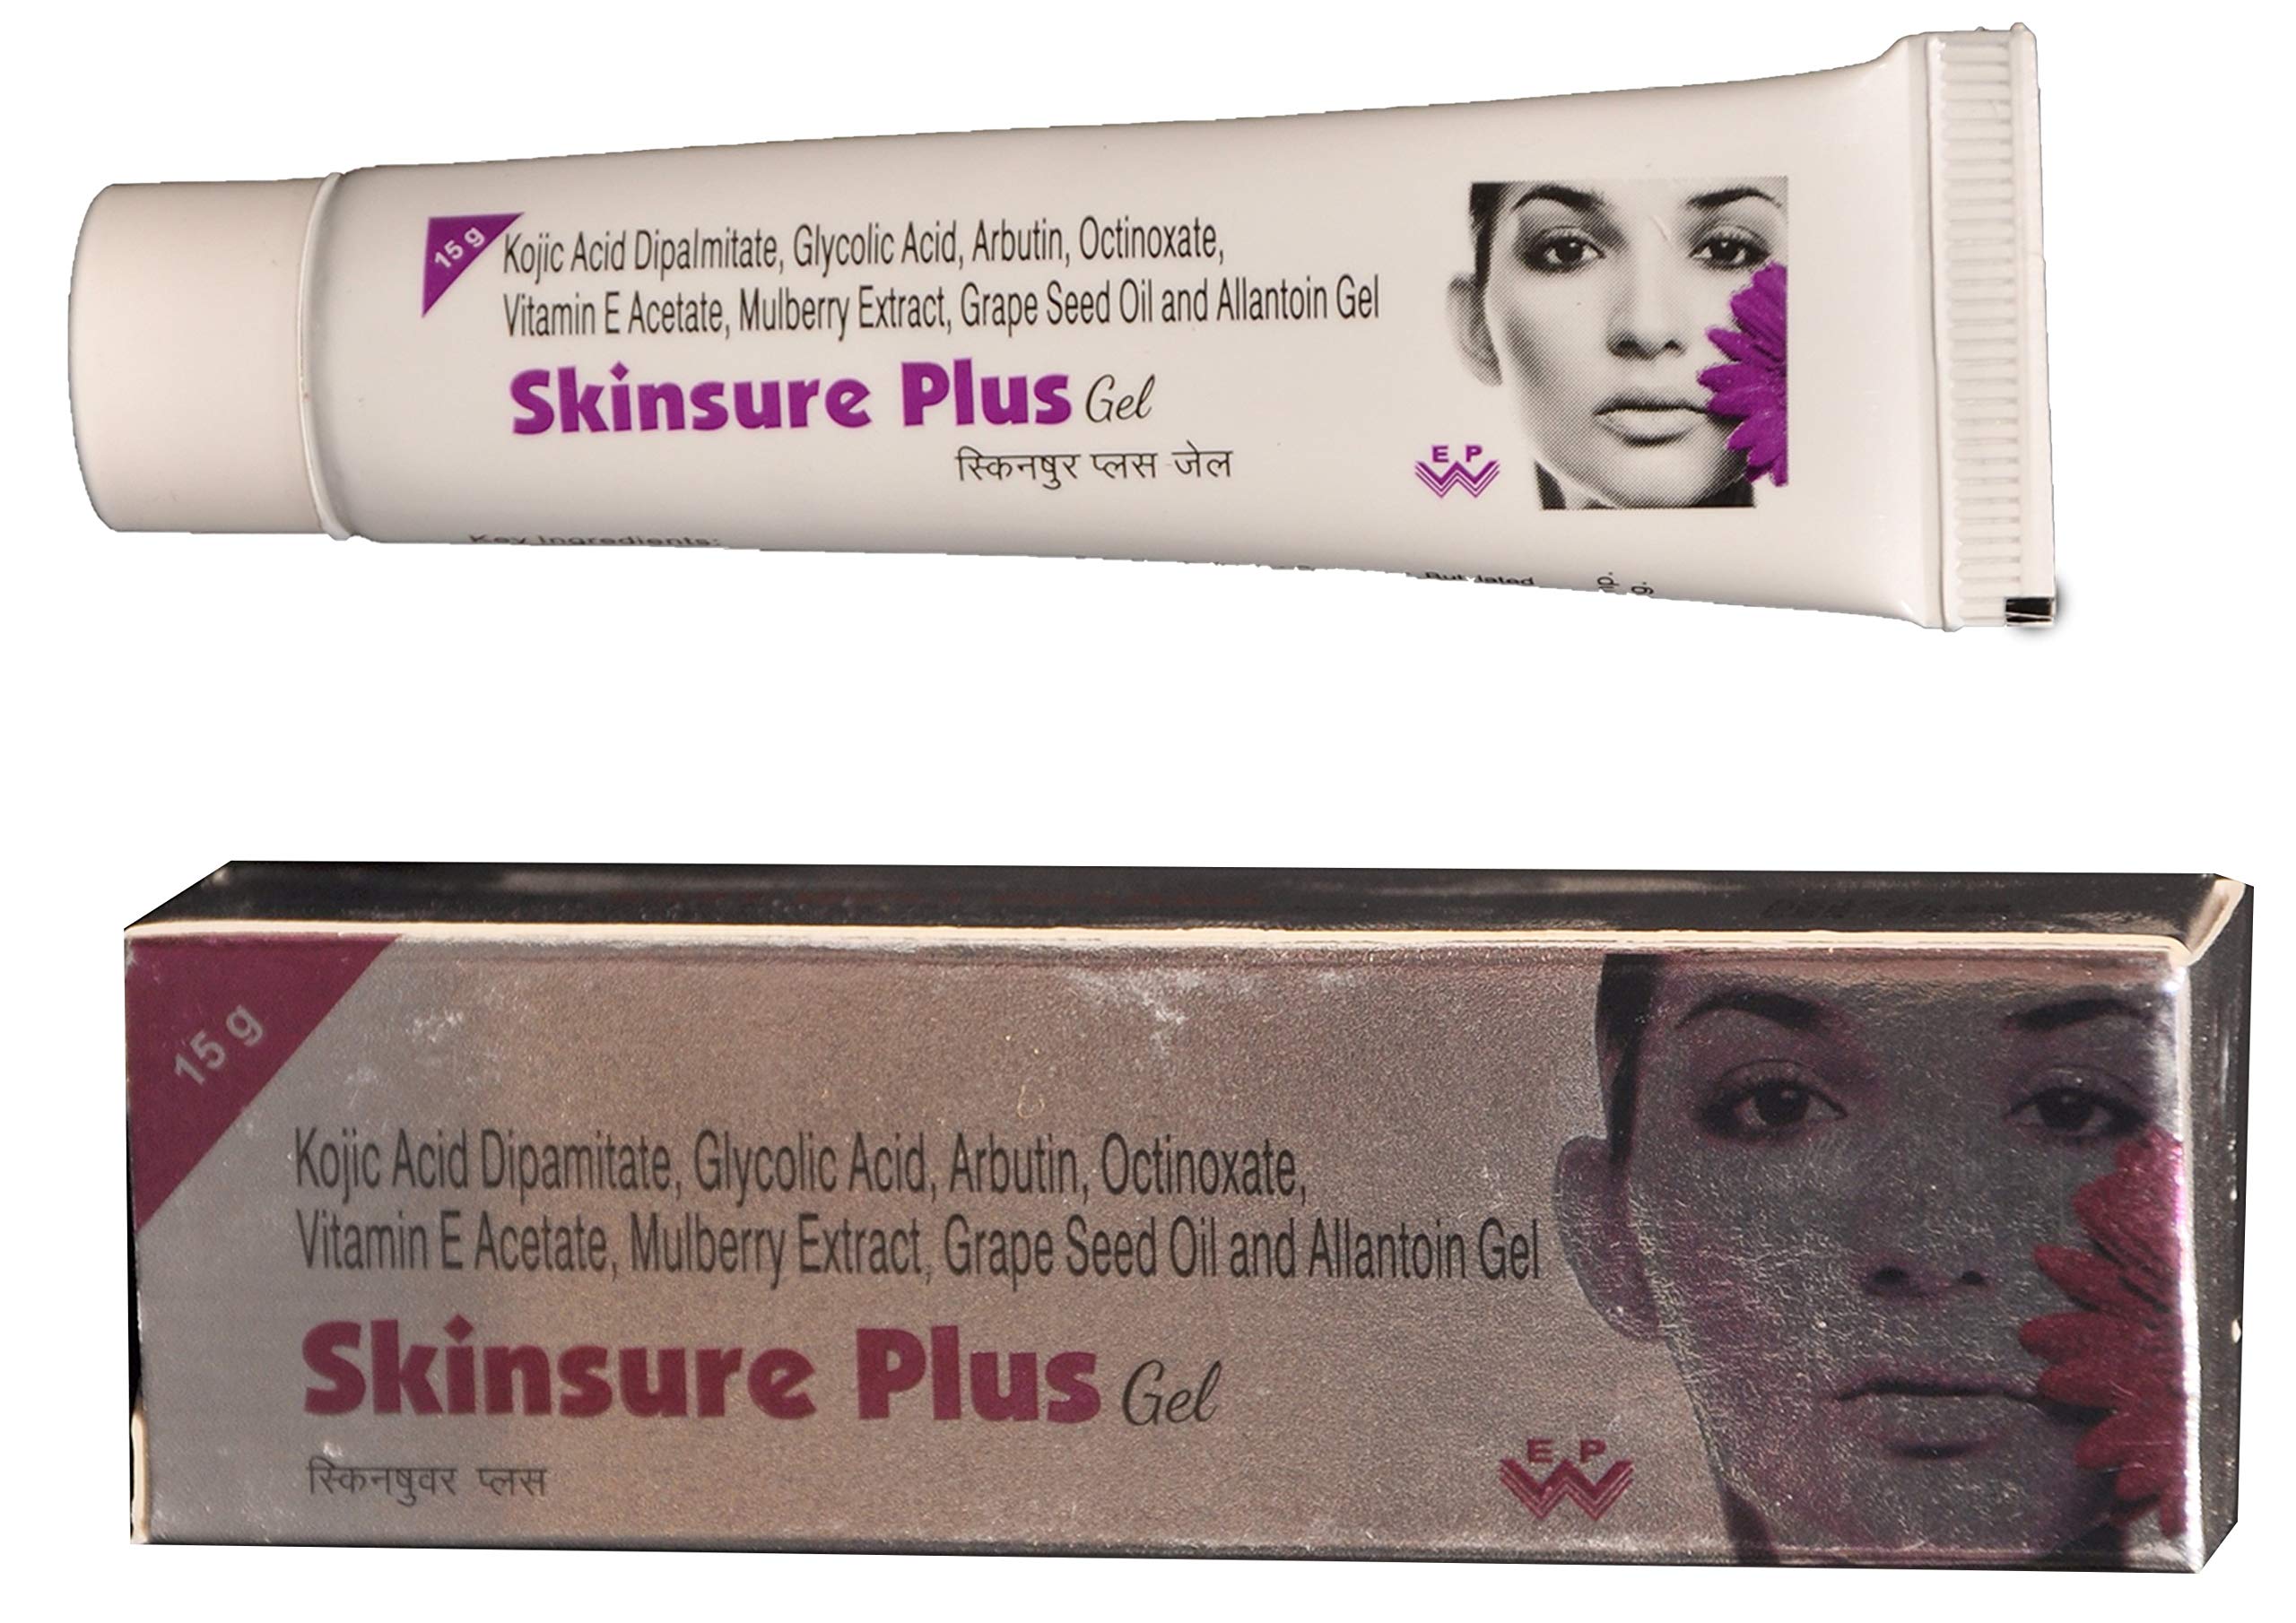 15 g
Kojic Acid Dipalmitate, Glycolic Acid, Arbutin, Octinoxate,
Vitamin E Acetate, Mulberry Extract, Grape Seed Oil and Allantoin Gel
Skinsure Plus Gel
स्किनषुर प्लस जेल
E P
W
Key Ingredients:
15 g
Kojic Acid Dipamitate, Glycolic Acid, Arbutin, Octinoxate,
Vitamin E Acetate, Mulberry Extract, Grape Seed Oil and Allantoin Gel
Skinsure Plus Gel
स्किनषुवर प्लस
E P
W